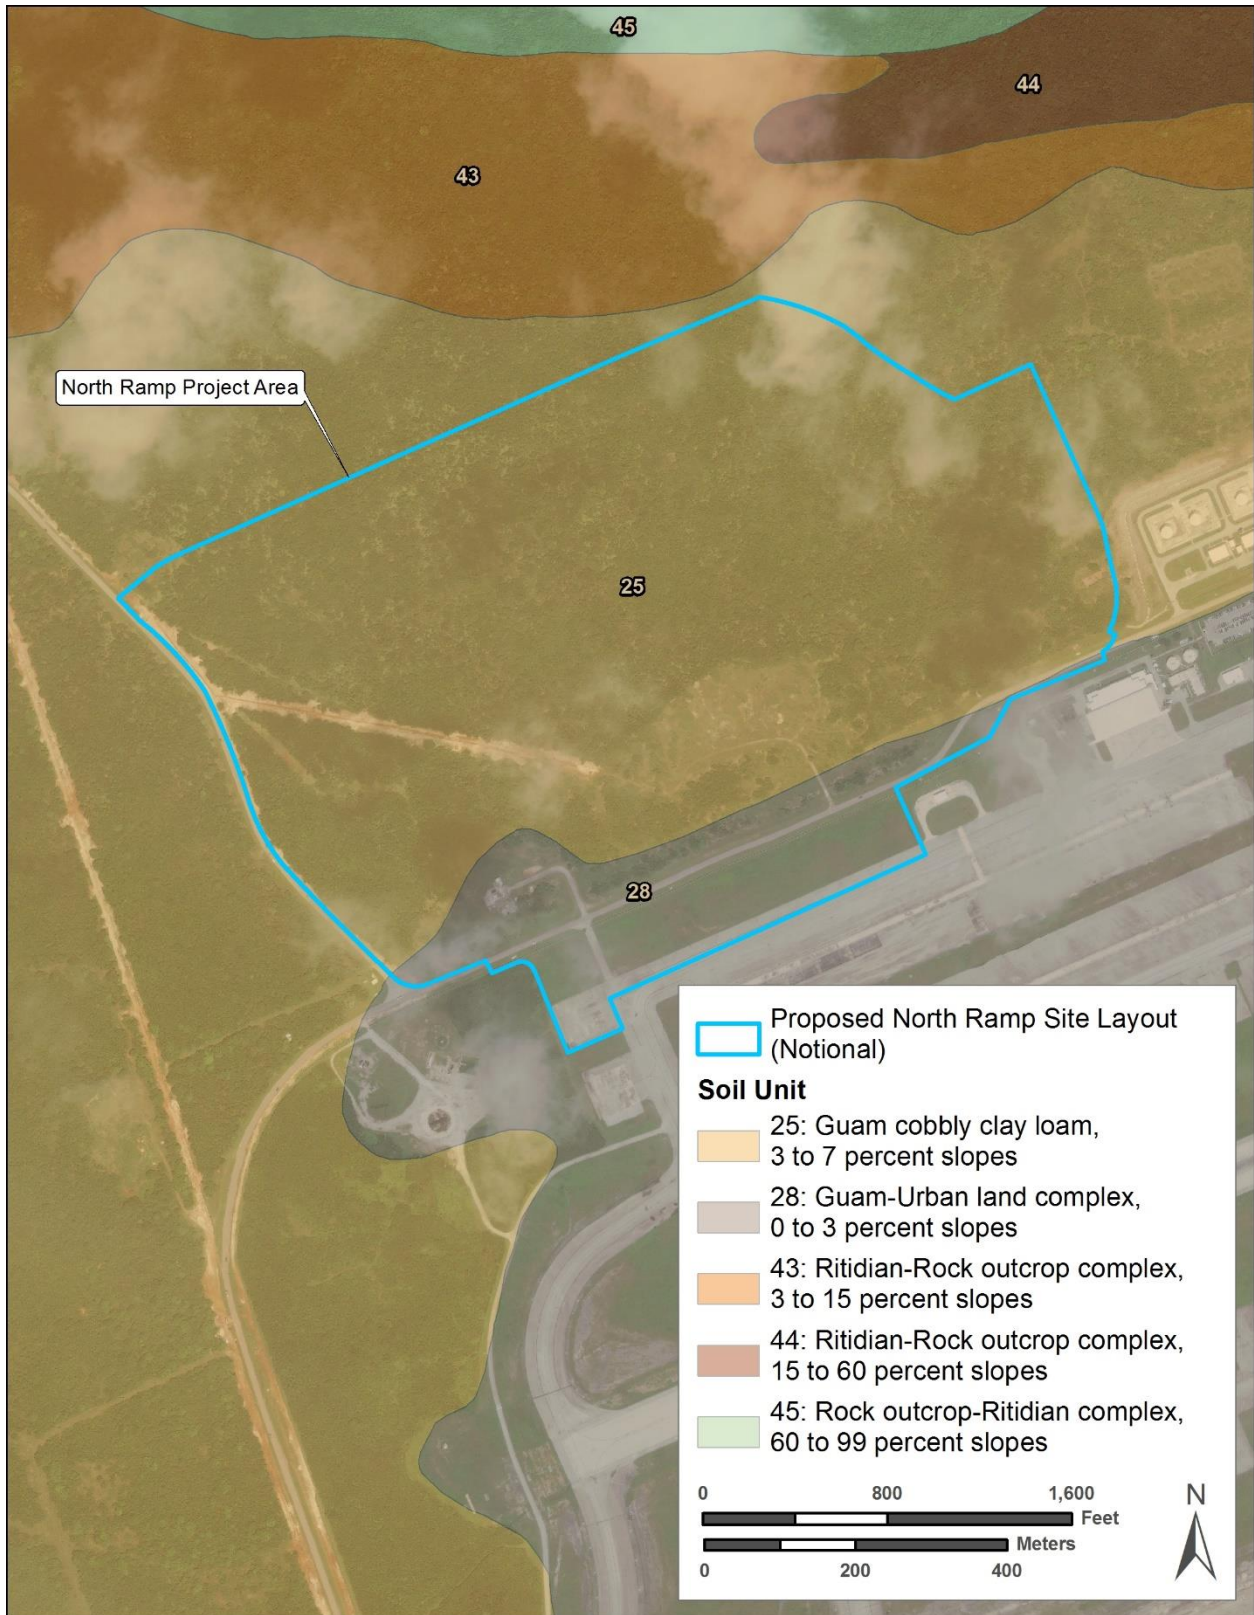 45
44
43
North Ramp Project Area
25
28
Proposed North Ramp Site Layout
(Notional)
Soil Unit
25: Guam cobbly clay loam,
3 to 7 percent slopes
28: Guam-Urban land complex,
0 to 3 percent slopes
43: Ritidian-Rock outcrop complex,
3 to 15 percent slopes
44: Ritidian-Rock outcrop complex,
15 to 60 percent slopes
45: Rock outcrop-Ritidian complex,
60 to 99 percent slopes
0 800 1,600
Feet
Meters
0 200 400
N